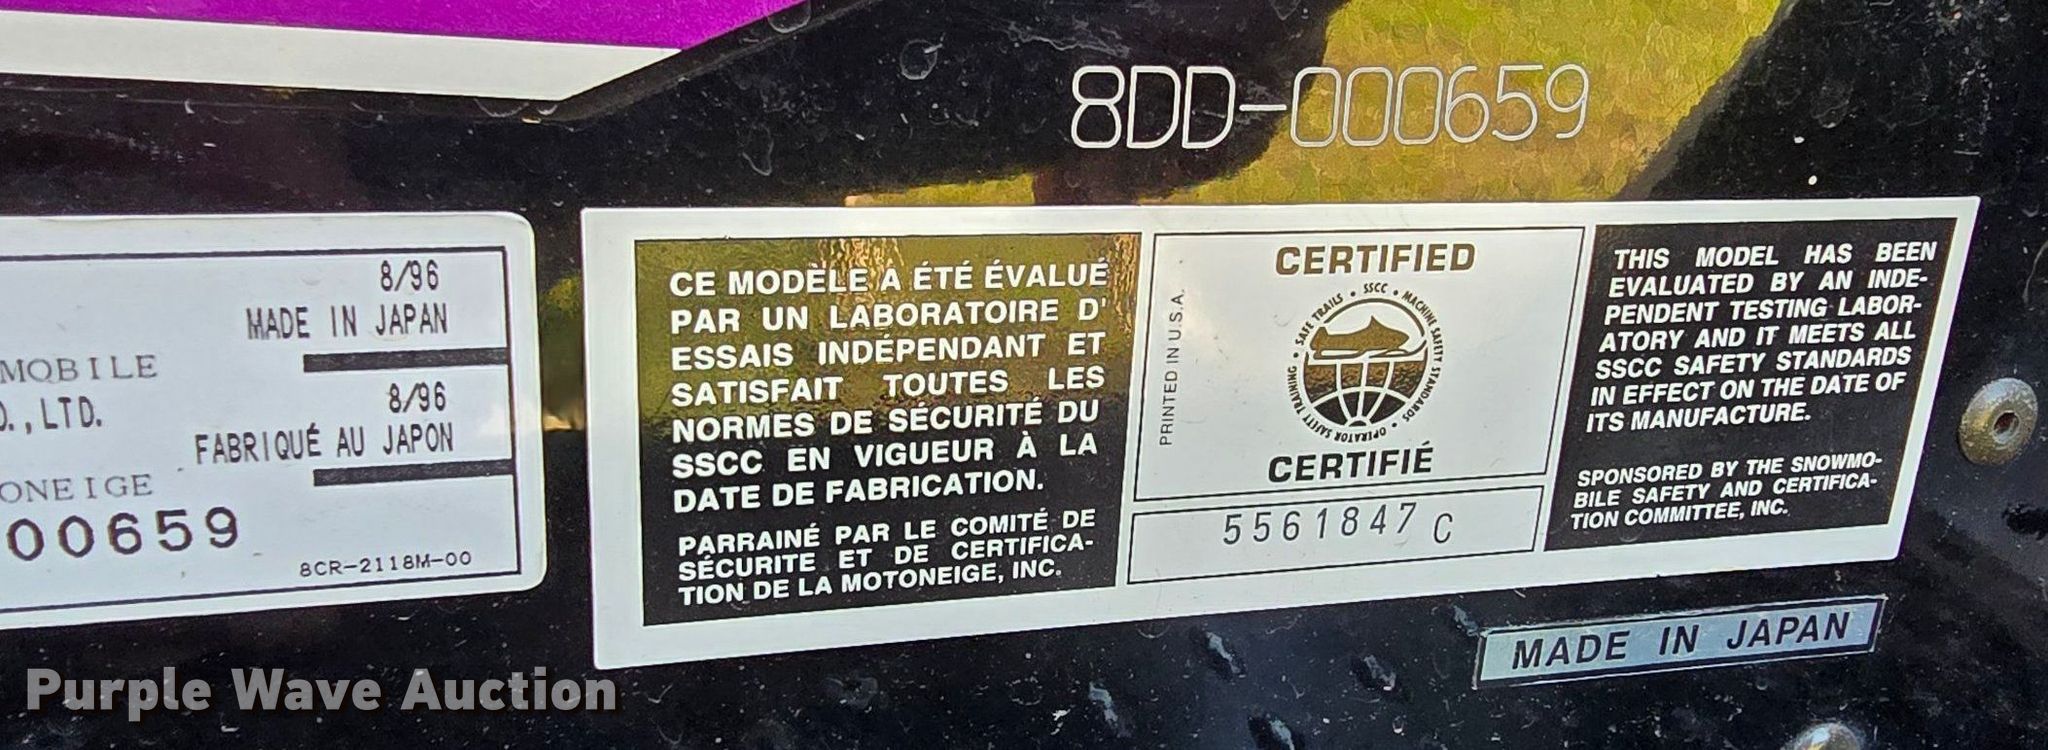 8DD-000659
8/96
MADE IN JAPAN
MOBILE
8/96
., LTD.
FABRIQUÉ AU JAPON
ONEIGE
00659
8CR-2118M-00
CE MODÈLE A ÉTÉ ÉVALUÉ
PAR UN LABORATOIRE D'
ESSAIS INDÉPENDANT ET
SATISFAIT TOUTES LES
NORMES DE SÉCURITÉ DU
SSCC EN VIGUEUR À LA
DATE DE FABRICATION.
PARRAINÉ PAR LE COMITÉ DE
SÉCURITE ET DE CERTIFICA-
TION DE LA MOTONEIGE, INC.
CERTIFIED
PRINTED IN U.S.A.
SAFE TRAILS • SSCC • MACHINE SAFETY STANDARDS • OPERATOR SAFETY TRAINING •
CERTIFIÉ
5561847 C
THIS MODEL HAS BEEN
EVALUATED BY AN INDE-
PENDENT TESTING LABOR-
ATORY AND IT MEETS ALL
SSCC SAFETY STANDARDS
IN EFFECT ON THE DATE OF
ITS MANUFACTURE.
SPONSORED BY THE SNOWMO-
BILE SAFETY AND CERTIFICA-
TION COMMITTEE, INC.
MADE IN JAPAN
Purple Wave Auction